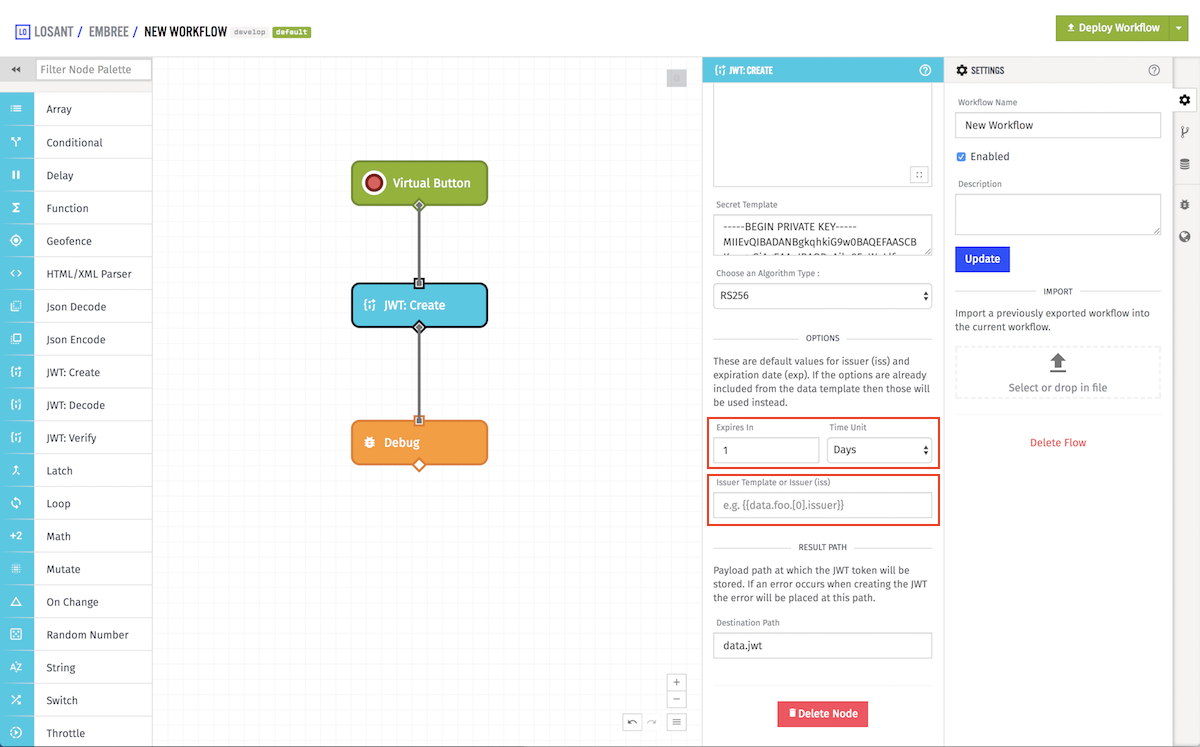 LO LOSANT / EMBREE / NEW WORKFLOW develop default
Deploy Workflow
Filter Node Palette
Array
Conditional
Delay
Function
Geofence
HTML/XML Parser
Json Decode
Json Encode
JWT: Create
JWT: Decode
JWT: Verify
Latch
Loop
+2 Math
Mutate
On Change
Random Number
AZ String
Switch
Throttle
Virtual Button
JWT: Create
Debug
JWT: CREATE
Secret Template
-----BEGIN PRIVATE KEY-----
MIIEvQIBADANBgkqhkiG9w0BAQEFAASCB
Choose an Algorithm Type :
RS256
OPTIONS
These are default values for issuer (iss) and
expiration date (exp). If the options are already
included from the data template then those will
be used instead.
Expires In Time Unit
1 Days
Issuer Template or Issuer (iss)
e.g. {{data.foo.[0].issuer}}
RESULT PATH
Payload path at which the JWT token will be
stored. If an error occurs when creating the JWT
the error will be placed at this path.
Destination Path
data.jwt
Delete Node
SETTINGS
Workflow Name
New Workflow
Enabled
Description
Update
IMPORT
Import a previously exported workflow into
the current workflow.
Select or drop in file
Delete Flow